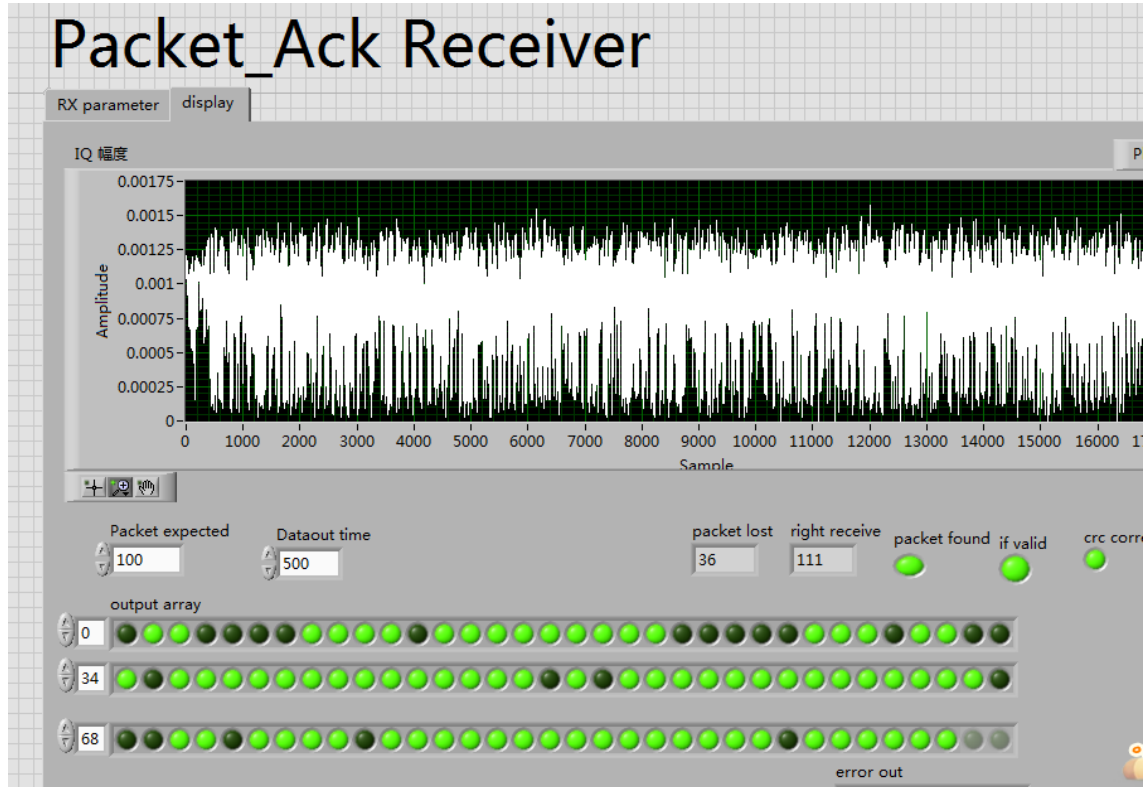 Packet_Ack Receiver
RX parameter display
IQ 幅度
0.00175
0.0015
0.00125
0.001
0.00075
0.0005
0.00025
0
Amplitude
0 1000 2000 3000 4000 5000 6000 7000 8000 9000 10000 11000 12000 13000 14000 15000 16000
Sample
Packet expected Dataout time packet lost right receive packet found if valid
100 500 36 111
output array
0
34
68
error out